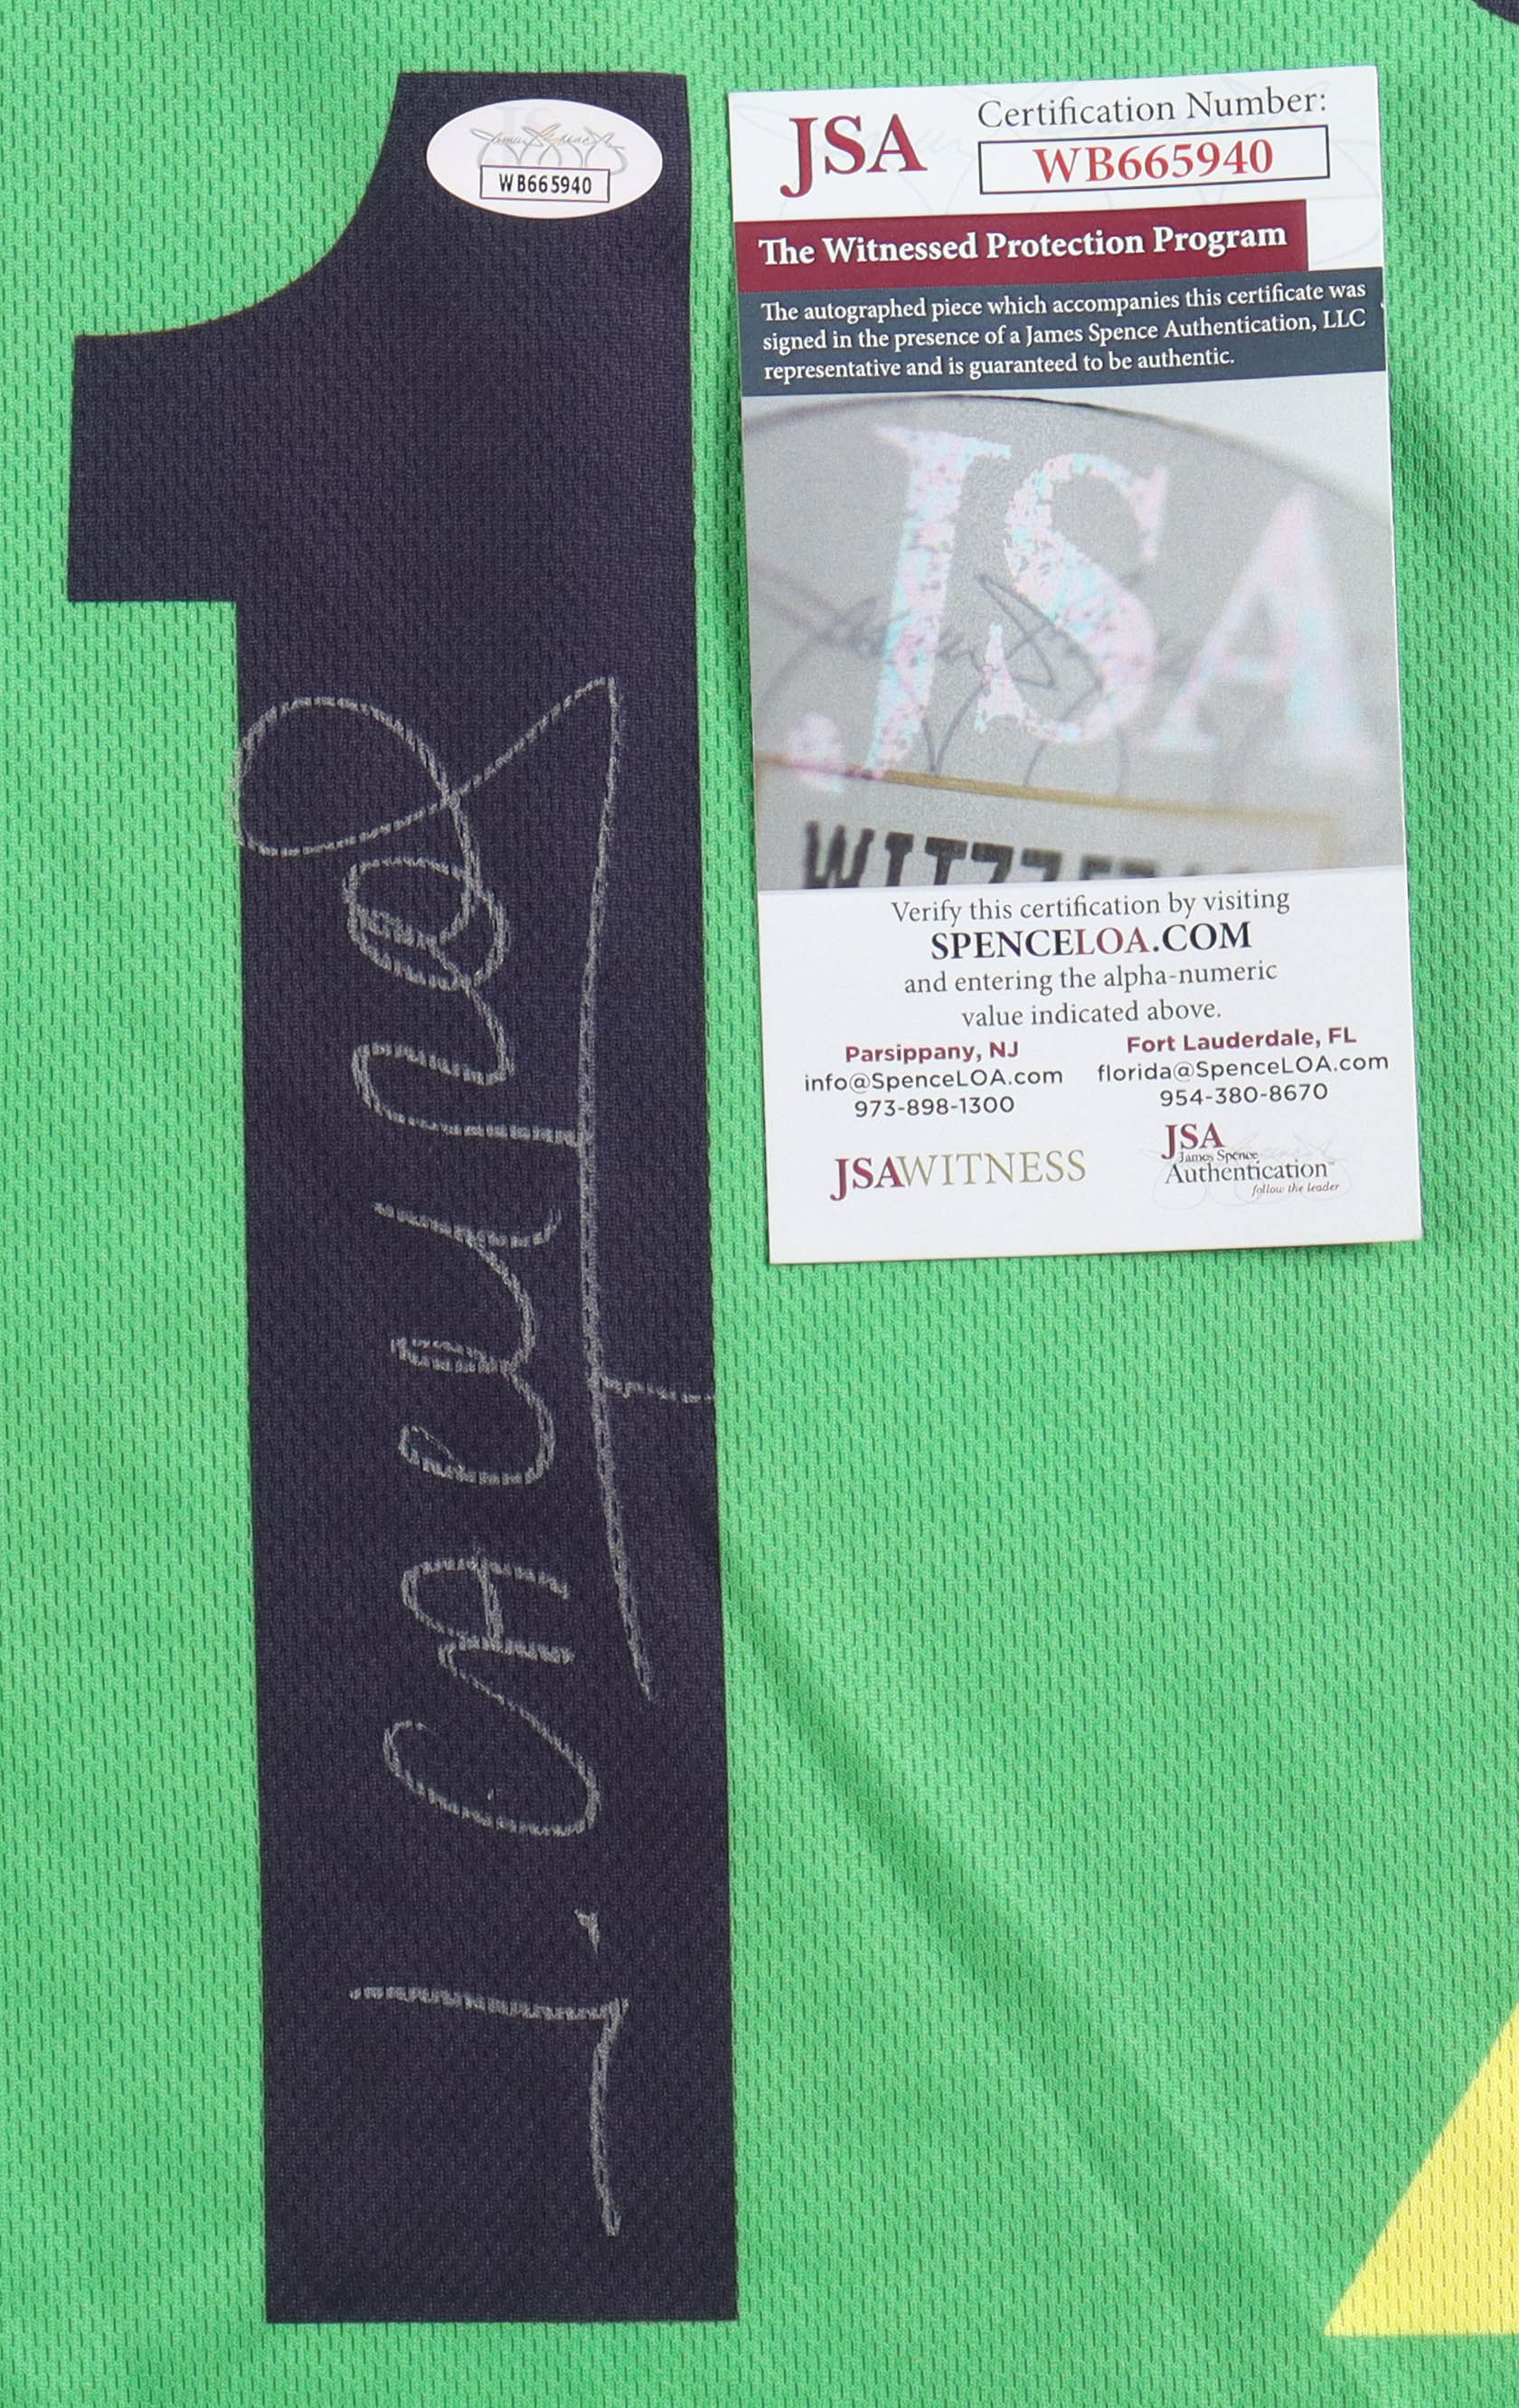 1
WB665940
JSA
Certification Number:
WB665940
The Witnessed Protection Program
The autographed piece which accompanies this certificate was
signed in the presence of a James Spence Authentication, LLC
representative and is guaranteed to be authentic.
JSA
Verify this certification by visiting
SPENCELOA.COM
and entering the alpha-numeric
value indicated above.
Parsippany, NJ
info@SpenceLOA.com
973-898-1300
Fort Lauderdale, FL
florida@SpenceLOA.com
954-380-8670
JSAWITNESS
JSA
James Spence
Authentication
follow the leader